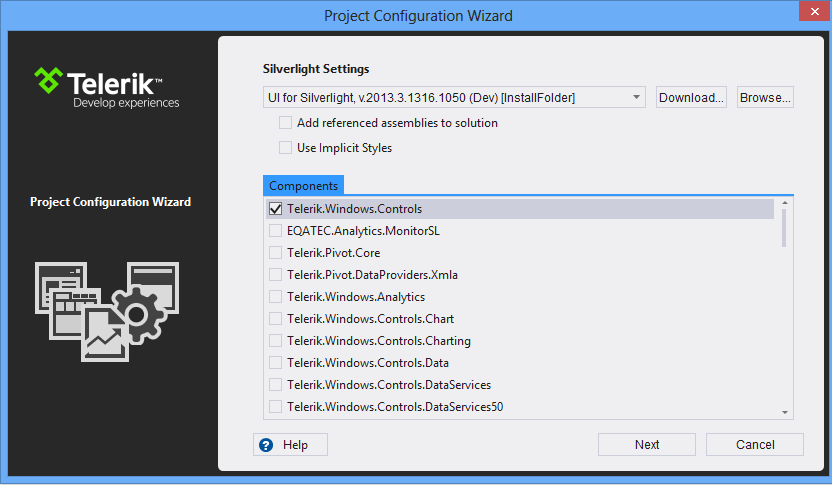 Project Configuration Wizard
Telerik™
Develop experiences
Project Configuration Wizard
Silverlight Settings
UI for Silverlight, v.2013.3.1316.1050 (Dev) [InstallFolder]
Download...
Browse...
Add referenced assemblies to solution
Use Implicit Styles
Components
Telerik.Windows.Controls
EQATEC.Analytics.MonitorSL
Telerik.Pivot.Core
Telerik.Pivot.DataProviders.Xmla
Telerik.Windows.Analytics
Telerik.Windows.Controls.Chart
Telerik.Windows.Controls.Charting
Telerik.Windows.Controls.Data
Telerik.Windows.Controls.DataServices
Telerik.Windows.Controls.DataServices50
? Help
Next
Cancel